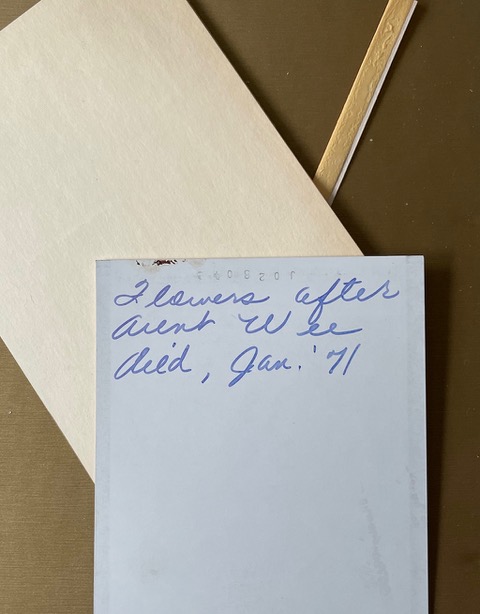 Flowers after
Aunt Wee
died, Jan. '71